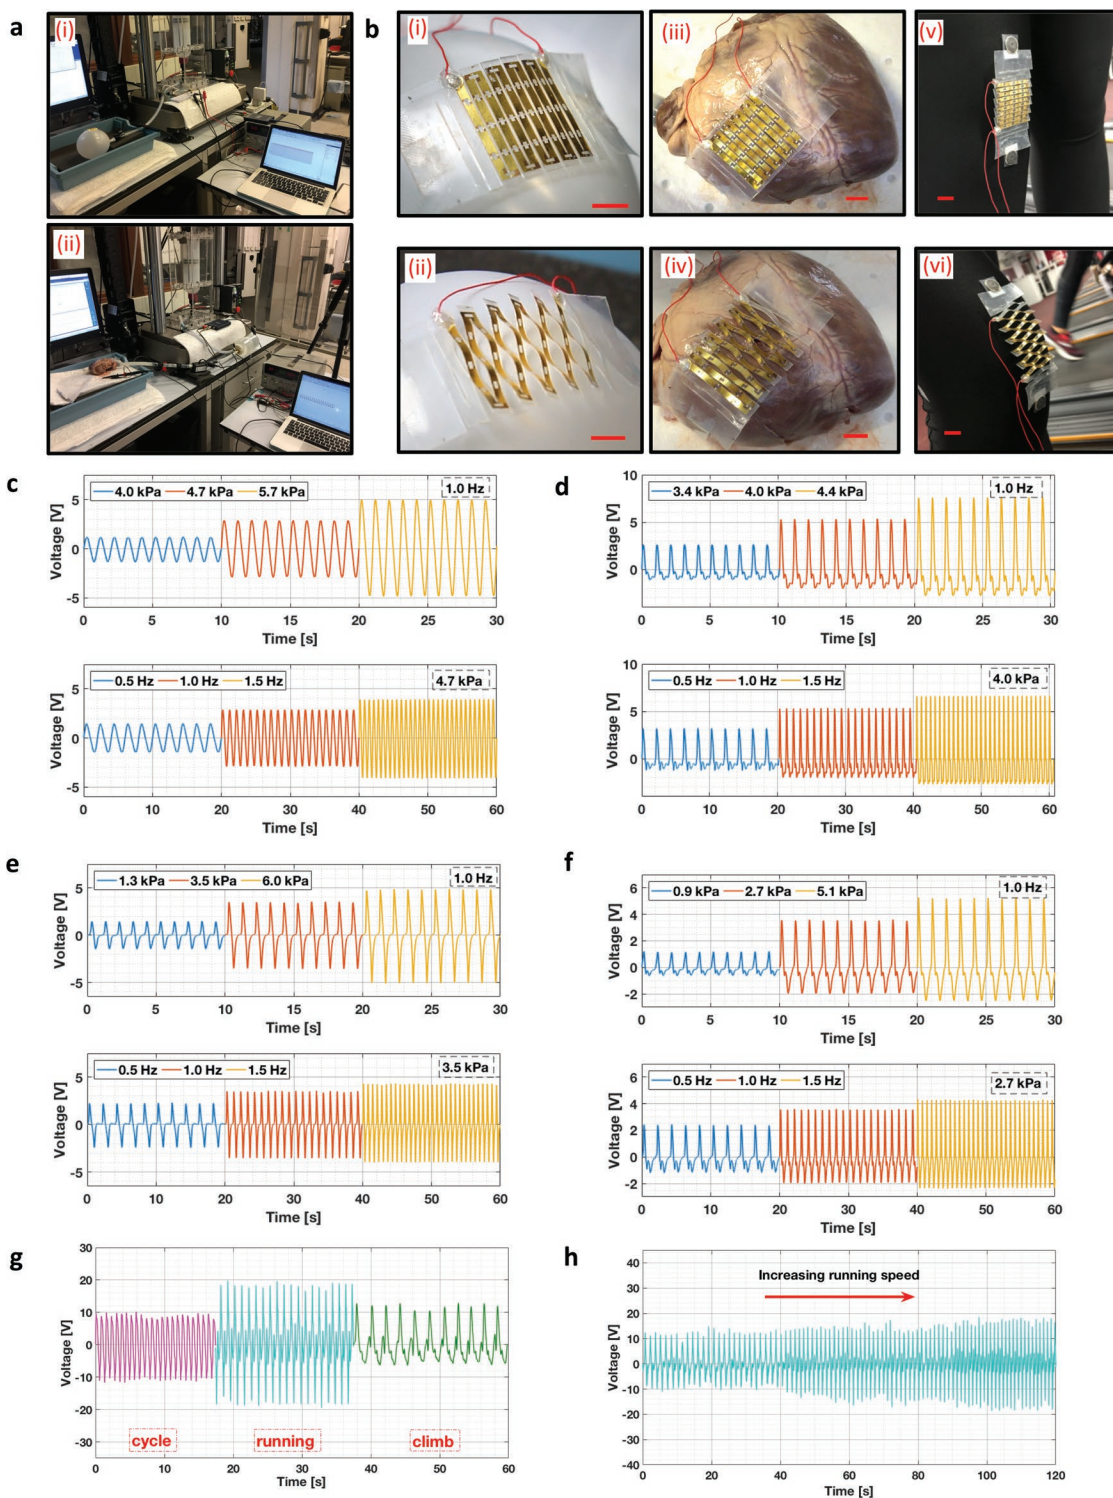 a
(i)
(ii)
b
(i)
(iii)
(v)
(ii)
(iv)
(vi)
c
4.0 kPa 4.7 kPa 5.7 kPa
1.0 Hz
Voltage [V]
5
0
-5
0 5 10 15 20 25 30
Time [s]
0.5 Hz 1.0 Hz 1.5 Hz
4.7 kPa
Voltage [V]
5
0
-5
0 10 20 30 40 50 60
Time [s]
d
3.4 kPa 4.0 kPa 4.4 kPa
1.0 Hz
Voltage [V]
10
5
0
0 5 10 15 20 25 30
Time [s]
0.5 Hz 1.0 Hz 1.5 Hz
4.0 kPa
Voltage [V]
10
5
0
0 10 20 30 40 50 60
Time [s]
e
1.3 kPa 3.5 kPa 6.0 kPa
1.0 Hz
Voltage [V]
5
0
-5
0 5 10 15 20 25 30
Time [s]
0.5 Hz 1.0 Hz 1.5 Hz
3.5 kPa
Voltage [V]
5
0
-5
0 10 20 30 40 50 60
Time [s]
f
0.9 kPa 2.7 kPa 5.1 kPa
1.0 Hz
Voltage [V]
6
4
2
0
-2
0 5 10 15 20 25 30
Time [s]
0.5 Hz 1.0 Hz 1.5 Hz
2.7 kPa
Voltage [V]
6
4
2
0
-2
0 10 20 30 40 50 60
Time [s]
g
Voltage [V]
30
20
10
0
-10
-20
-30
cycle running climb
0 10 20 30 40 50 60
Time [s]
h
Increasing running speed
Voltage [V]
40
30
20
10
0
-10
-20
-30
-40
0 20 40 60 80 100 120
Time [s]